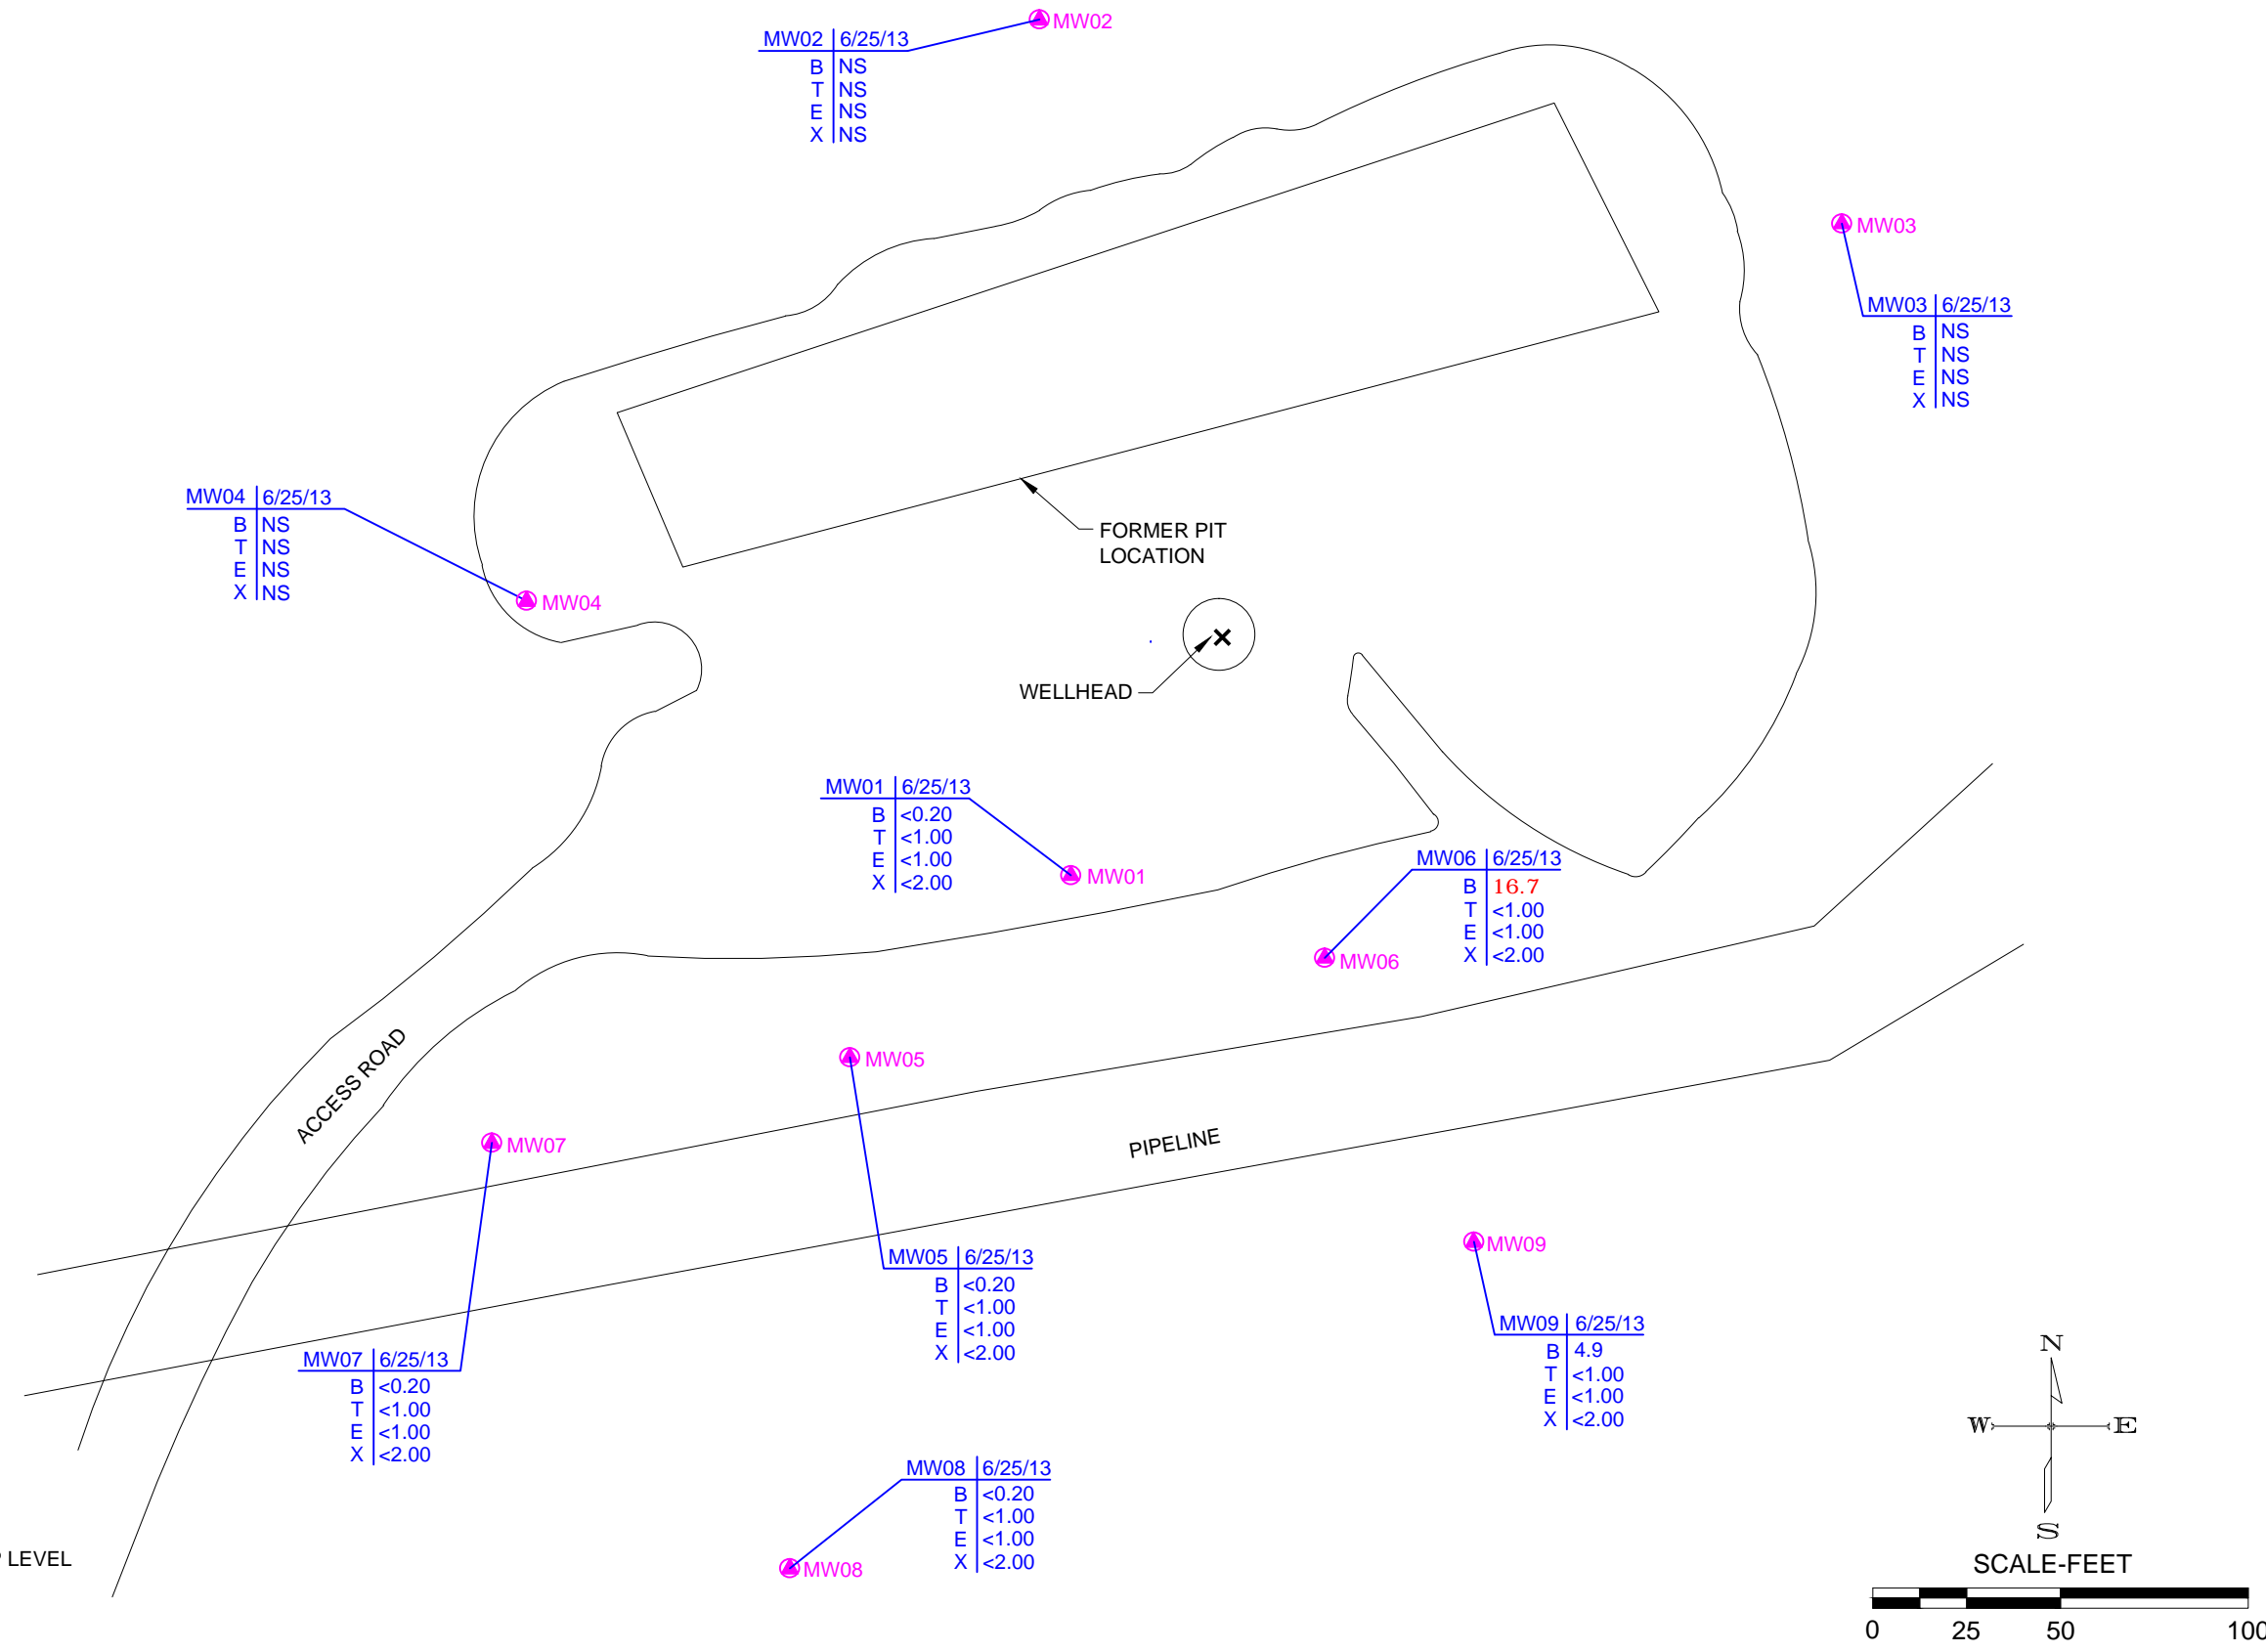 MW02
MW02 6/25/13
B NS
T NS
E NS
X NS
MW03
MW03 6/25/13
B NS
T NS
E NS
X NS
MW04 6/25/13
B NS
T NS
E NS
X NS
MW04
FORMER PIT
LOCATION
WELLHEAD
MW01 6/25/13
B <0.20
T <1.00
E <1.00
X <2.00
MW01
MW06 6/25/13
B 16.7
T <1.00
E <1.00
X <2.00
MW06
ACCESS ROAD
MW05
MW07
PIPELINE
MW05 6/25/13
B <0.20
T <1.00
E <1.00
X <2.00
MW09
MW09 6/25/13
B 4.9
T <1.00
E <1.00
X <2.00
MW07 6/25/13
B <0.20
T <1.00
E <1.00
X <2.00
MW08 6/25/13
B <0.20
T <1.00
E <1.00
X <2.00
MW08
N
W E
S
LEVEL
SCALE-FEET
0 25 50 100